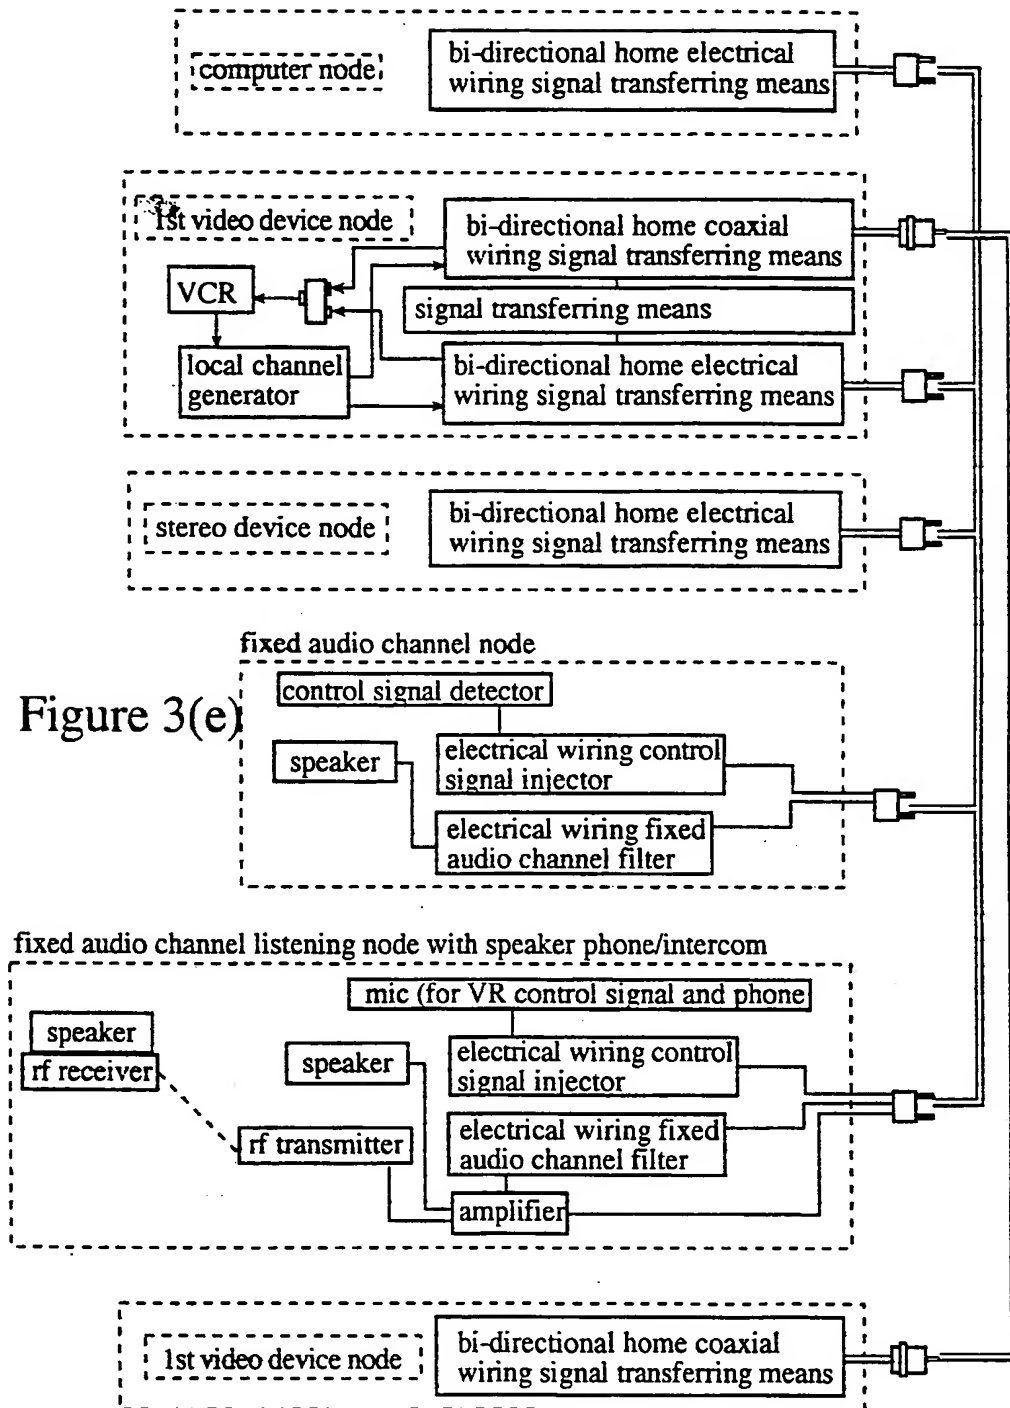 computer node
bi-directional home electrical
wiring signal transferring means
1st video device node
bi-directional home coaxial
wiring signal transferring means
VCR
signal transferring means
local channel
generator
bi-directional home electrical
wiring signal transferring means
stereo device node
bi-directional home electrical
wiring signal transferring means
fixed audio channel node
control signal detector
Figure 3(e)
speaker
electrical wiring control
signal injector
electrical wiring fixed
audio channel filter
fixed audio channel listening node with speaker phone/intercom
mic (for VR control signal and phone
speaker
rf receiver
speaker
electrical wiring control
signal injector
rf transmitter
electrical wiring fixed
audio channel filter
amplifier
1st video device node
bi-directional home coaxial
wiring signal transferring means